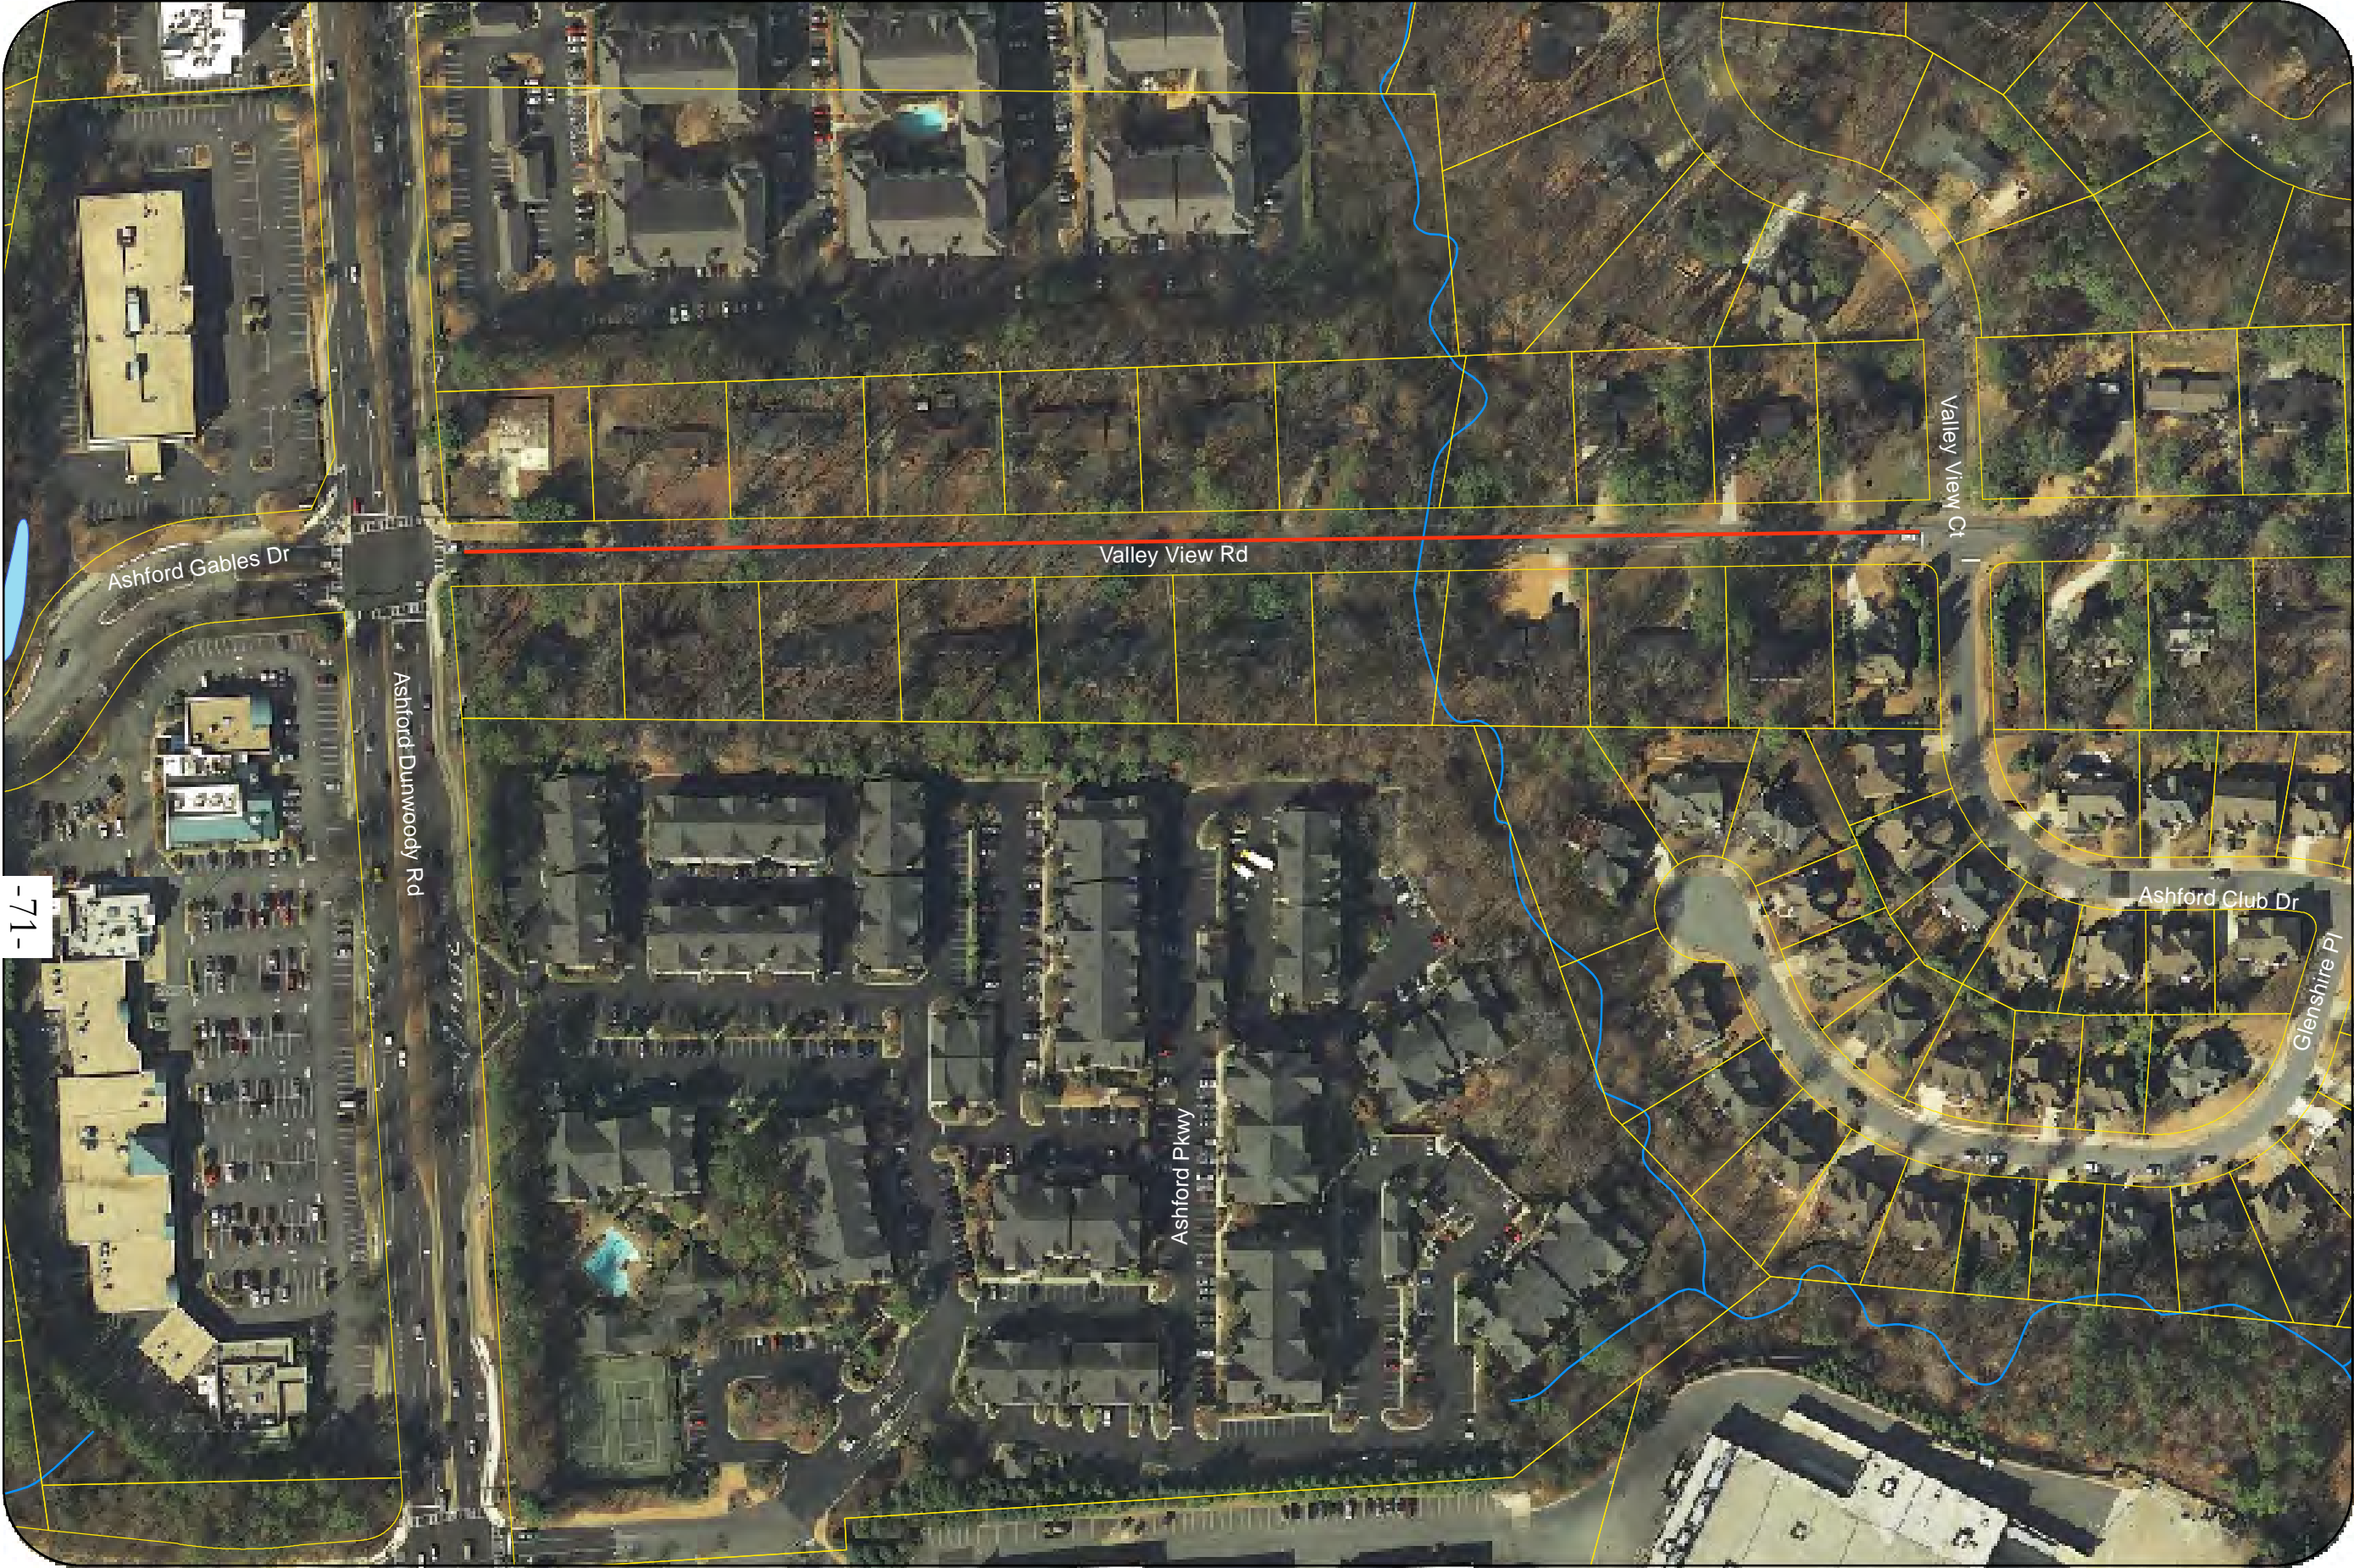 Valley View Ct
Ashford Gables Dr
Valley View Rd
Ashford Dunwoody Rd
Ashford Club Dr
-71-
Glenshire Pl
Ashford Pkwy